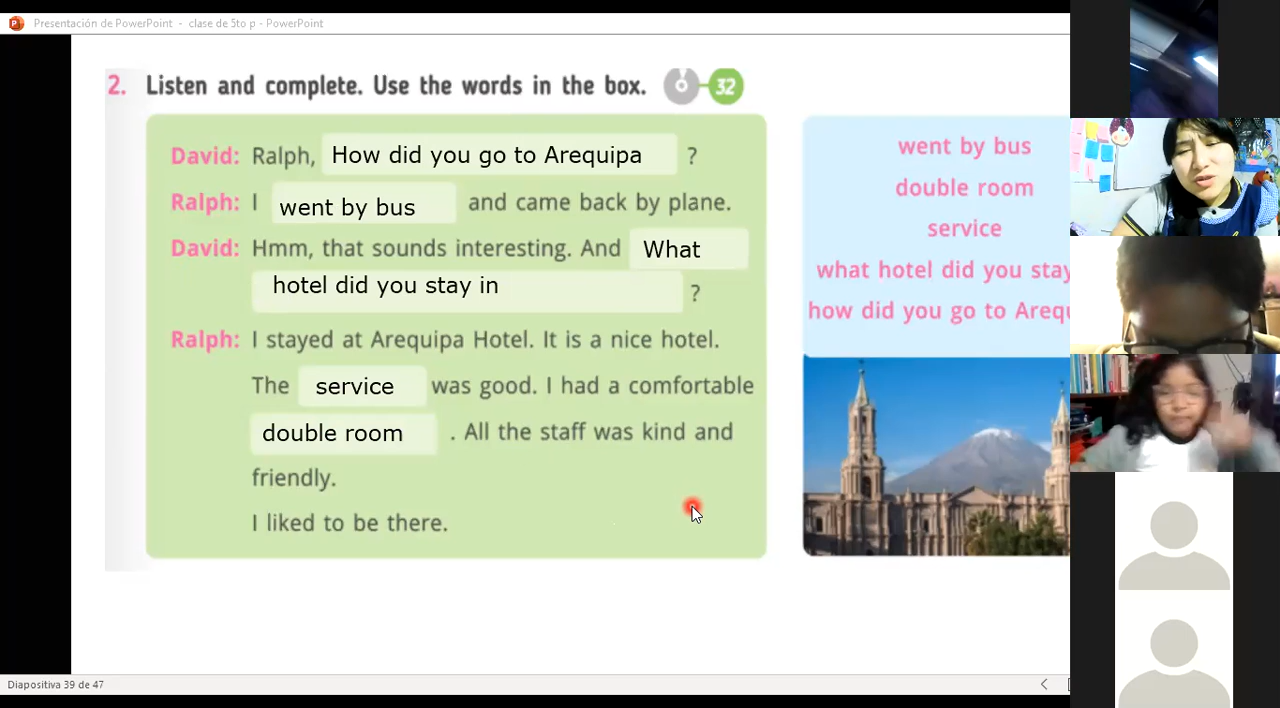 Presentación de PowerPoint - clase de 5to p - PowerPoint
2. Listen and complete. Use the words in the box. 32
David: Ralph, How did you go to Arequipa ?
Ralph: I went by bus and came back by plane.
David: Hmm, that sounds interesting. And What
hotel did you stay in ?
Ralph: I stayed at Arequipa Hotel. It is a nice hotel.
The service was good. I had a comfortable
double room . All the staff was kind and
friendly.
I liked to be there.
went by bus
double room
service
what hotel did you stay
how did you go to Arequ
Diapositiva 39 de 47